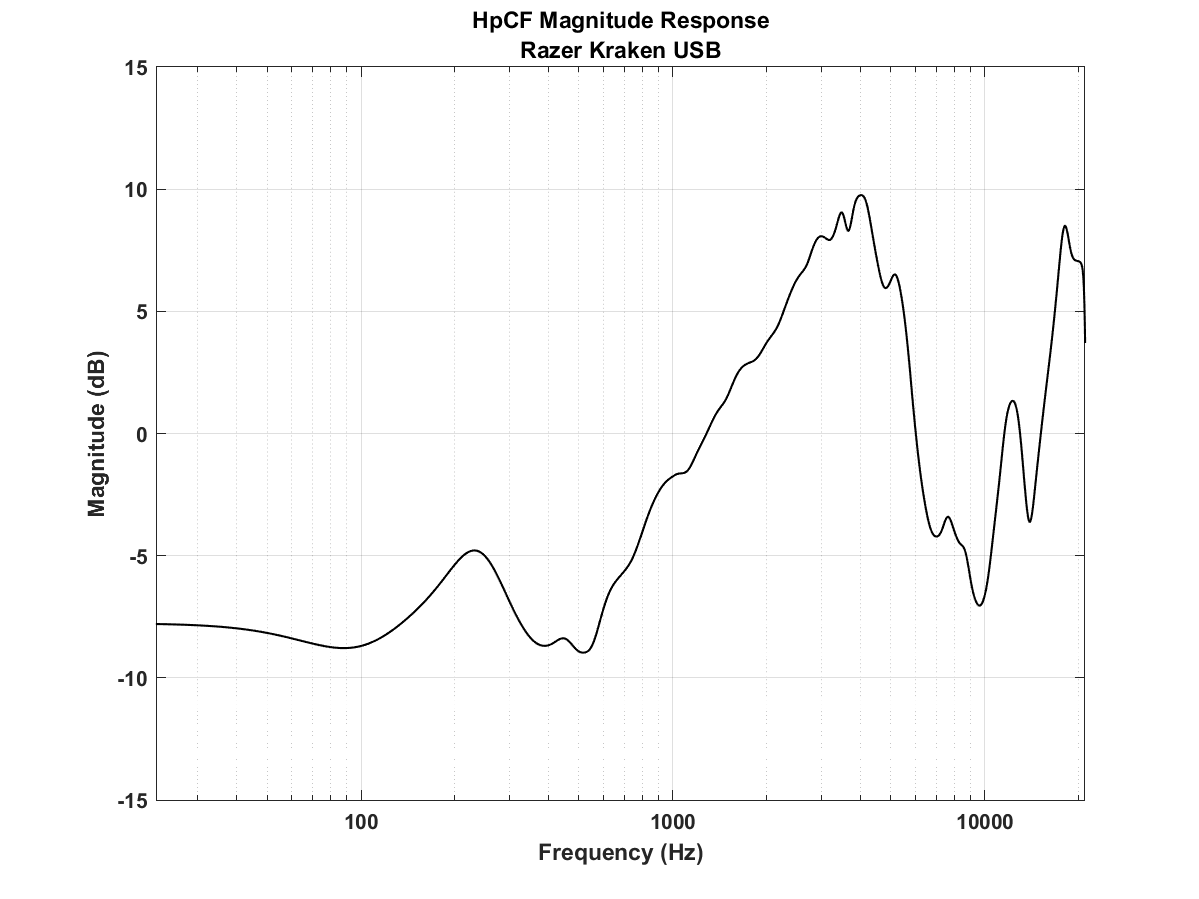 HpCF Magnitude Response
Razer Kraken USB
15
10
5
0
-5
-10
-15
Magnitude (dB)
100
1000
10000
Frequency (Hz)